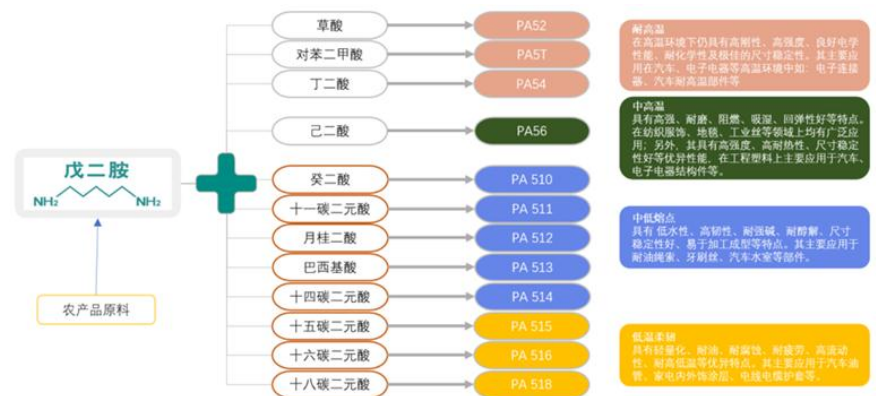 草酸
PA52
对苯二甲酸
PA5T
丁二酸
PA54
己二酸
PA56
戊二胺
NH₂
NH₂
农产品原料
癸二酸
PA 510
十一碳二元酸
PA 511
月桂二酸
PA 512
巴西基酸
PA 513
十四碳二元酸
PA 514
十五碳二元酸
PA 515
十六碳二元酸
PA 516
十八碳二元酸
PA 518
耐高温
在高温环境下仍具有高刚性、高强度、良好电学
性能、耐化学性及极佳的尺寸稳定性。其主要应
用在汽车、电子电器等高温环境中如：电子连接
器、汽车耐高温部件等
中高温
具有高强、耐磨、阻燃、吸湿、回弹性好等特点。
在纺织服饰、地毯、工业丝等领域上均有广泛应
用；另外，其具有高强度、高耐热性、尺寸稳定
性好等优异性能，在工程塑料上主要应用于汽车、
电子电器结构件等。
中低熔点
具有 低水性、高韧性、耐强碱、耐醇解、尺寸
稳定性好、易于加工成型等特点。其主要应用于
耐油绳索、牙刷丝、汽车水室等部件。
低温柔韧
具有轻量化、耐油、耐腐蚀、耐疲劳、高流动
性、耐高低温等优异特点。其主要应用于汽车油
管、家电内外饰涂层、电线电缆护套等。